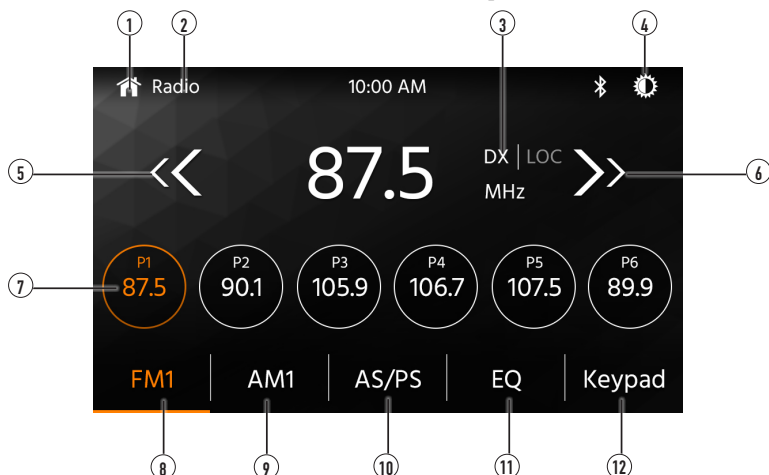 1 2 3 4
Radio 10:00 AM
87.5 DX | LOC
MHz
5 6
P1 P2 P3 P4 P5 P6
87.5 90.1 105.9 106.7 107.5 89.9
7
FM1 AM1 AS/PS EQ Keypad
8 9 10 11 12